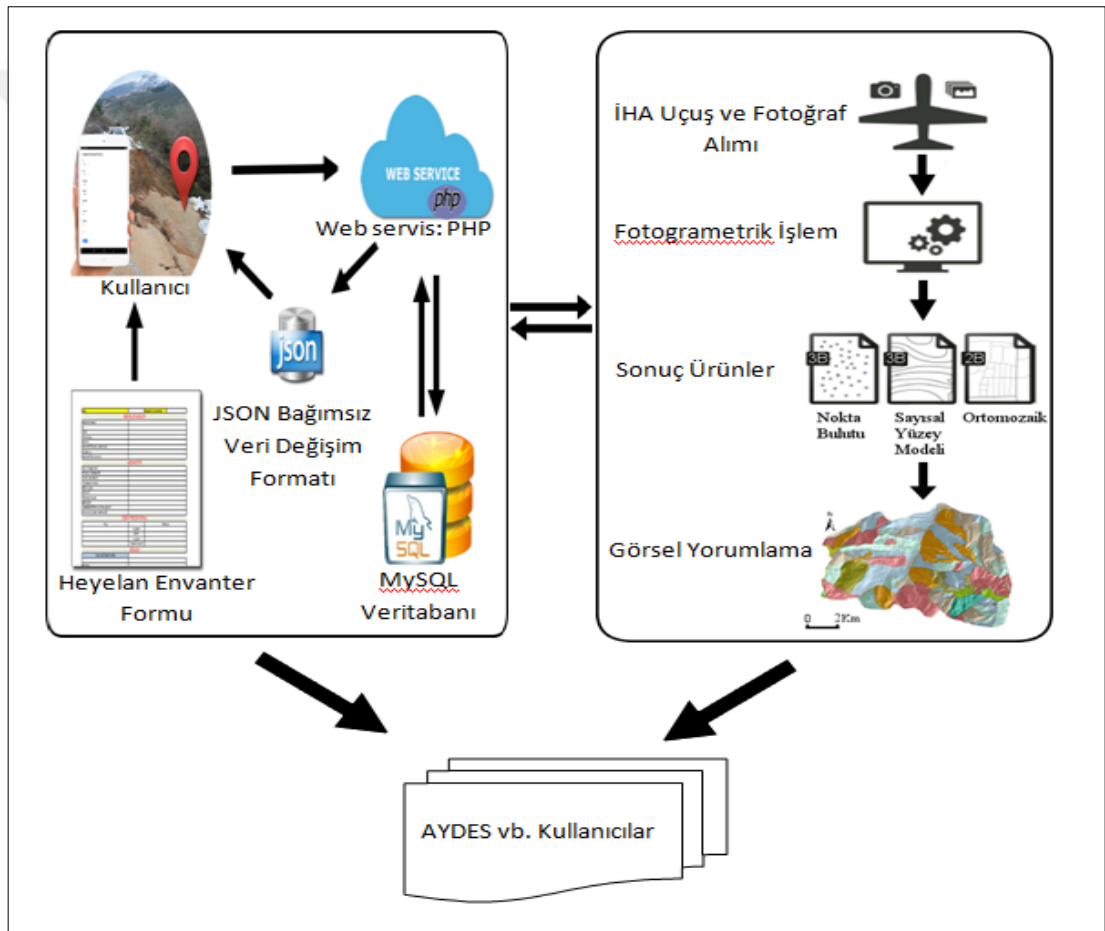 WEB SERVICE
php
Web servis: PHP
Kullanıcı
json
JSON Bağımsız
Veri Değişim
Formatı
My
SQL
MySQL
Veritabanı
Heyelan Envanter
Formu
İHA Uçuş ve Fotoğraf
Alımı
Fotogrametrik İşlem
Sonuç Ürünler
3B
3B
2B
Nokta
Bulutu
Sayısal
Yüzey
Modeli
Ortomozaik
Görsel Yorumlama
N
0 2Km
AYDES vb. Kullanıcılar